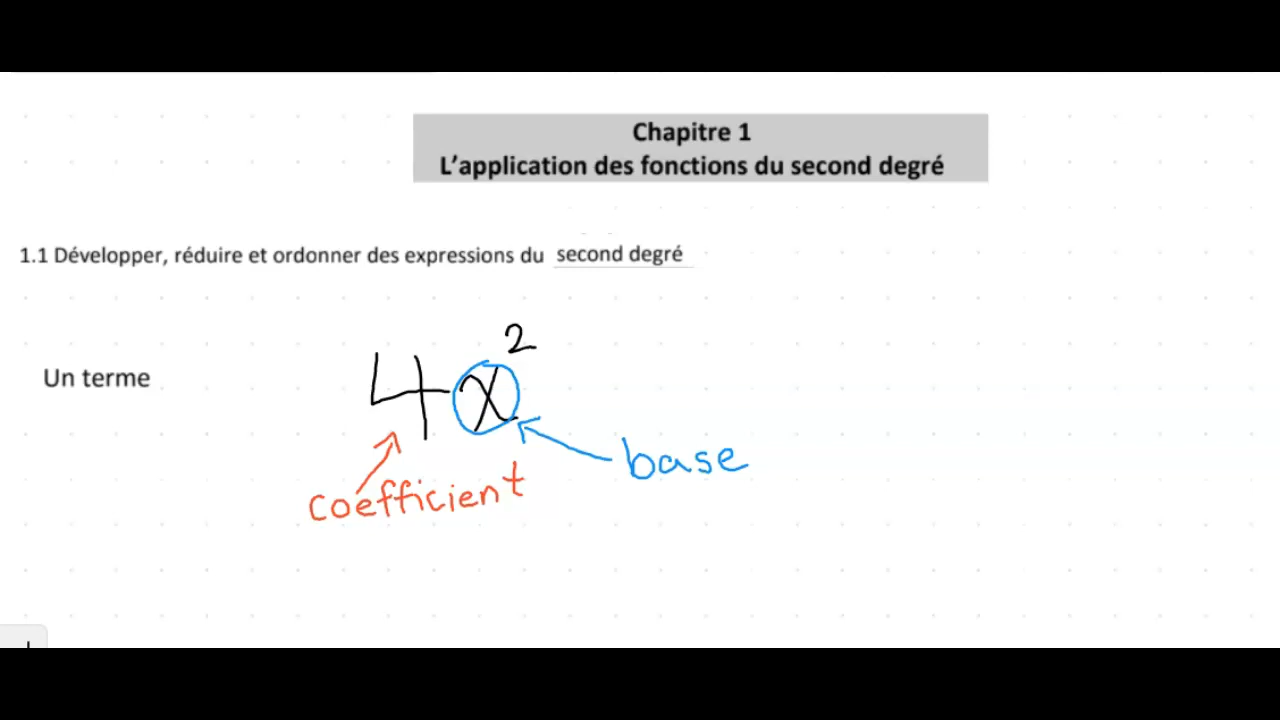 Chapitre 1
L'application des fonctions du second degré
1.1 Développer, réduire et ordonner des expressions du second degré
Un terme
4x²
base
coefficient